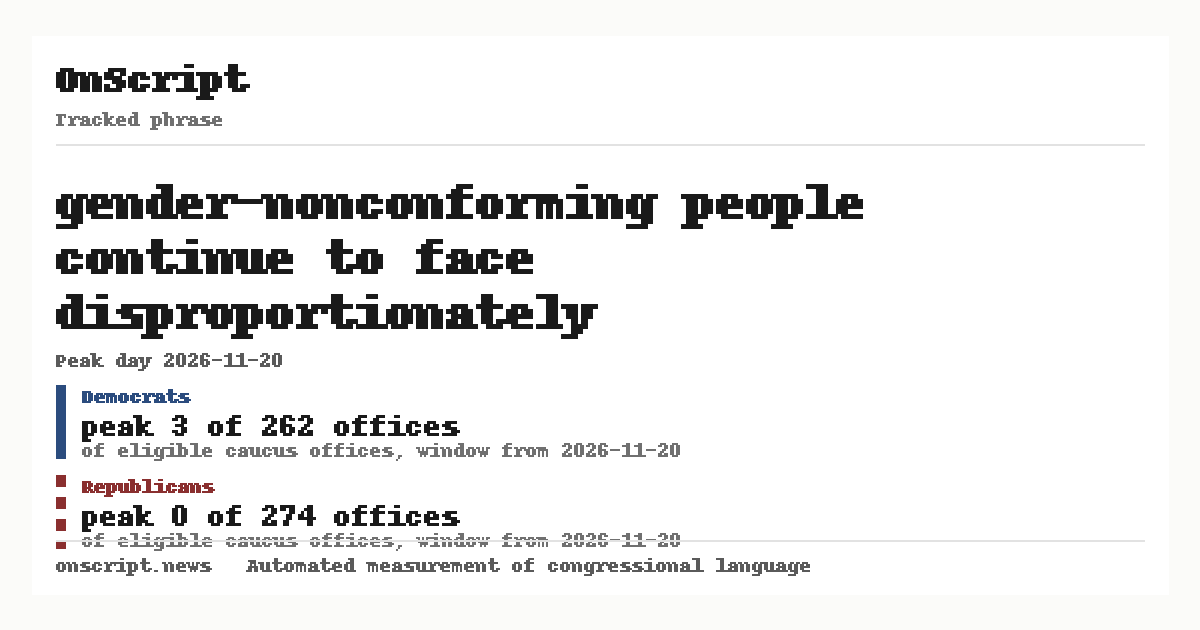 OnScript
Tracked phrase
gender-nonconforming people
continue to face
disproportionately
Peak day 2026-11-20
Democrats
peak 3 of 262 offices
of eligible caucus offices, window from 2026-11-20
Republicans
peak 0 of 274 offices
of eligible caucus offices, window from 2026-11-20
onscript.news Automated measurement of congressional language